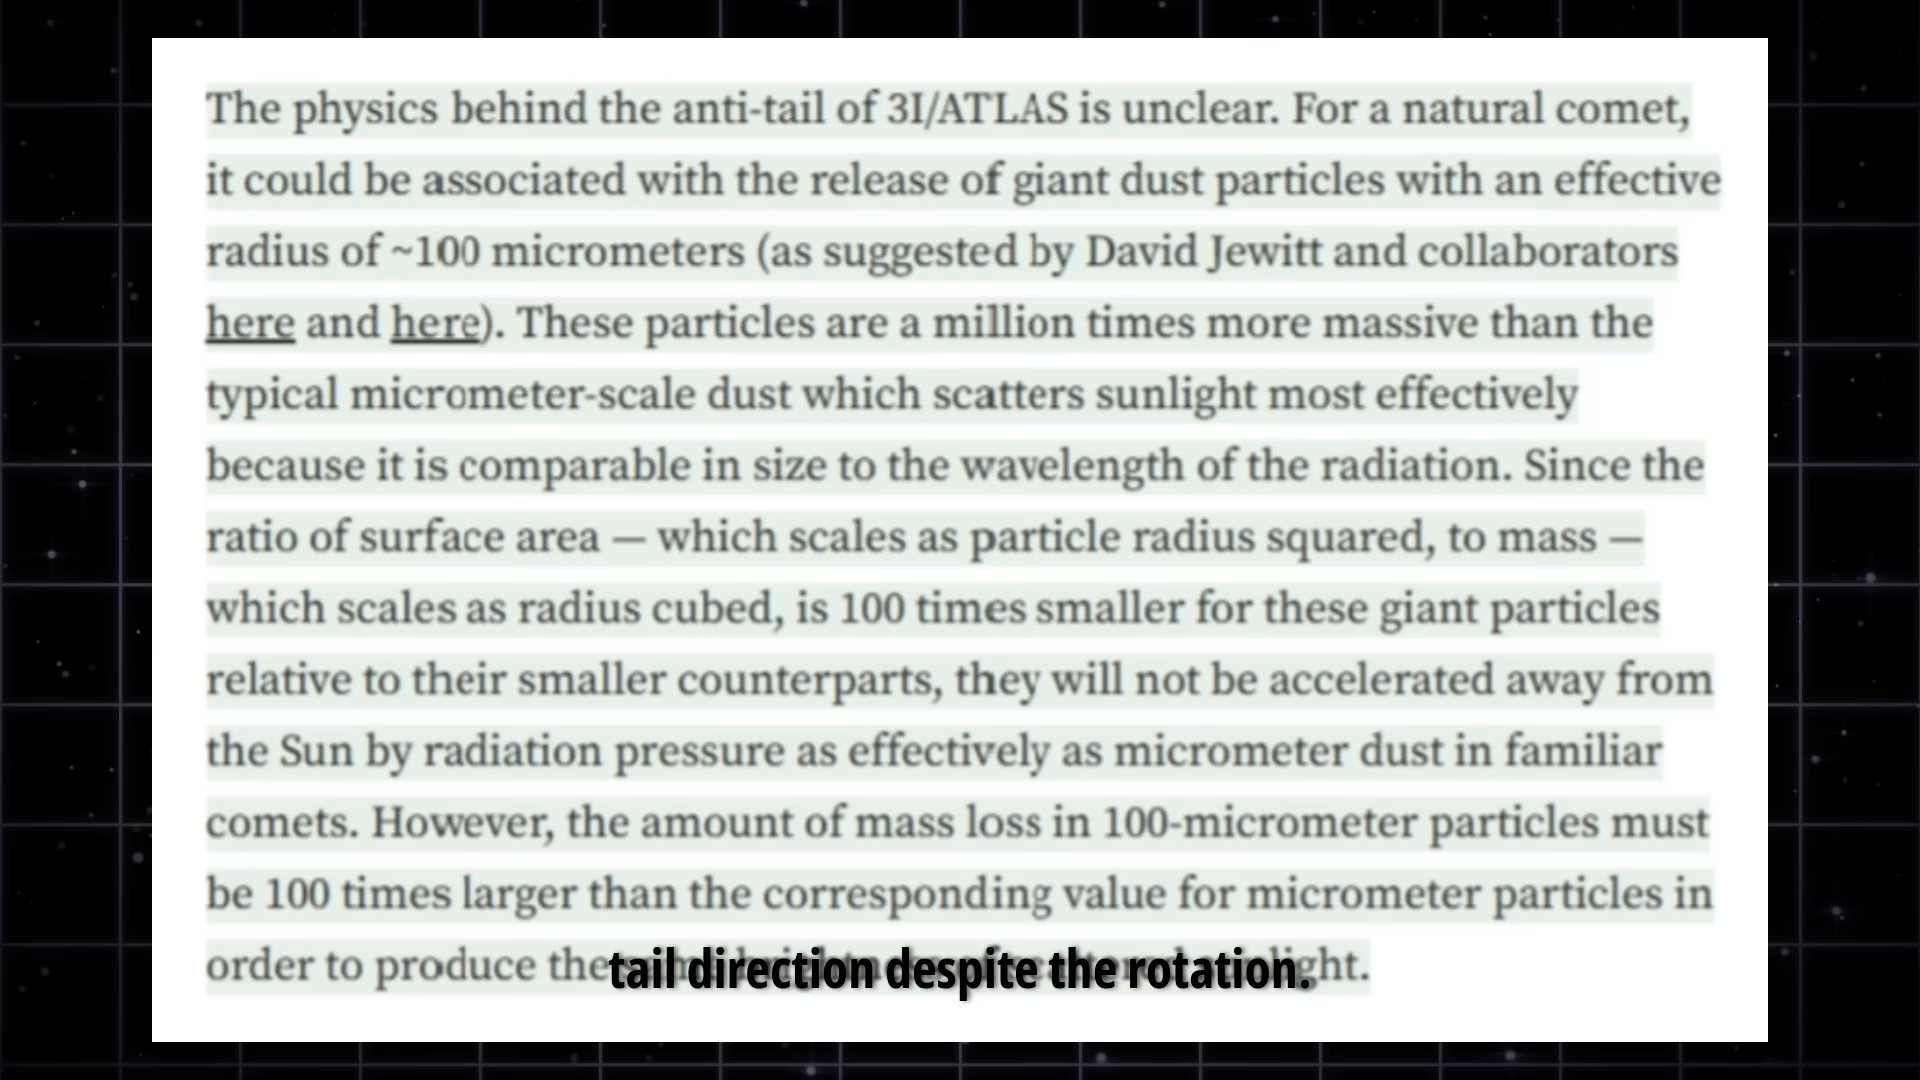 The physics behind the anti-tail of 3I/ATLAS is unclear. For a natural comet,
it could be associated with the release of giant dust particles with an effective
radius of ~100 micrometers (as suggested by David Jewitt and collaborators
here and here). These particles are a million times more massive than the
typical micrometer-scale dust which scatters sunlight most effectively
because it is comparable in size to the wavelength of the radiation. Since the
ratio of surface area — which scales as particle radius squared, to mass —
which scales as radius cubed, is 100 times smaller for these giant particles
relative to their smaller counterparts, they will not be accelerated away from
the Sun by radiation pressure as effectively as micrometer dust in familiar
comets. However, the amount of mass loss in 100-micrometer particles must
be 100 times larger than the corresponding value for micrometer particles in
order to produce the
tail direction despite the rotation.